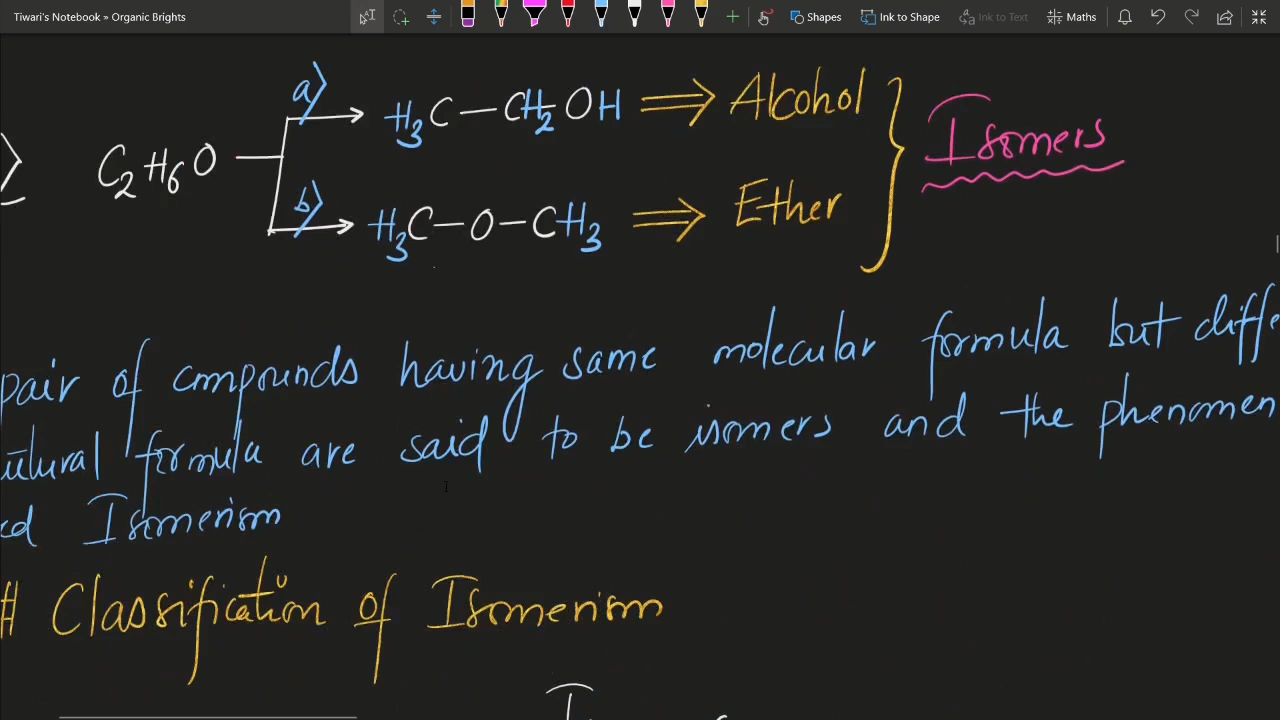 Tiwari's Notebook » Organic Brights
Shapes Ink to Shape Ink to Text Maths
a) H3C—CH2OH ⇒ Alcohol
C2H6O Isomers
b) H3C—O—CH3 ⇒ Ether
pair of compounds having same molecular formula but diffe
formula are said to be isomers and the phenomen
Isomerism
# Classification of Isomerism